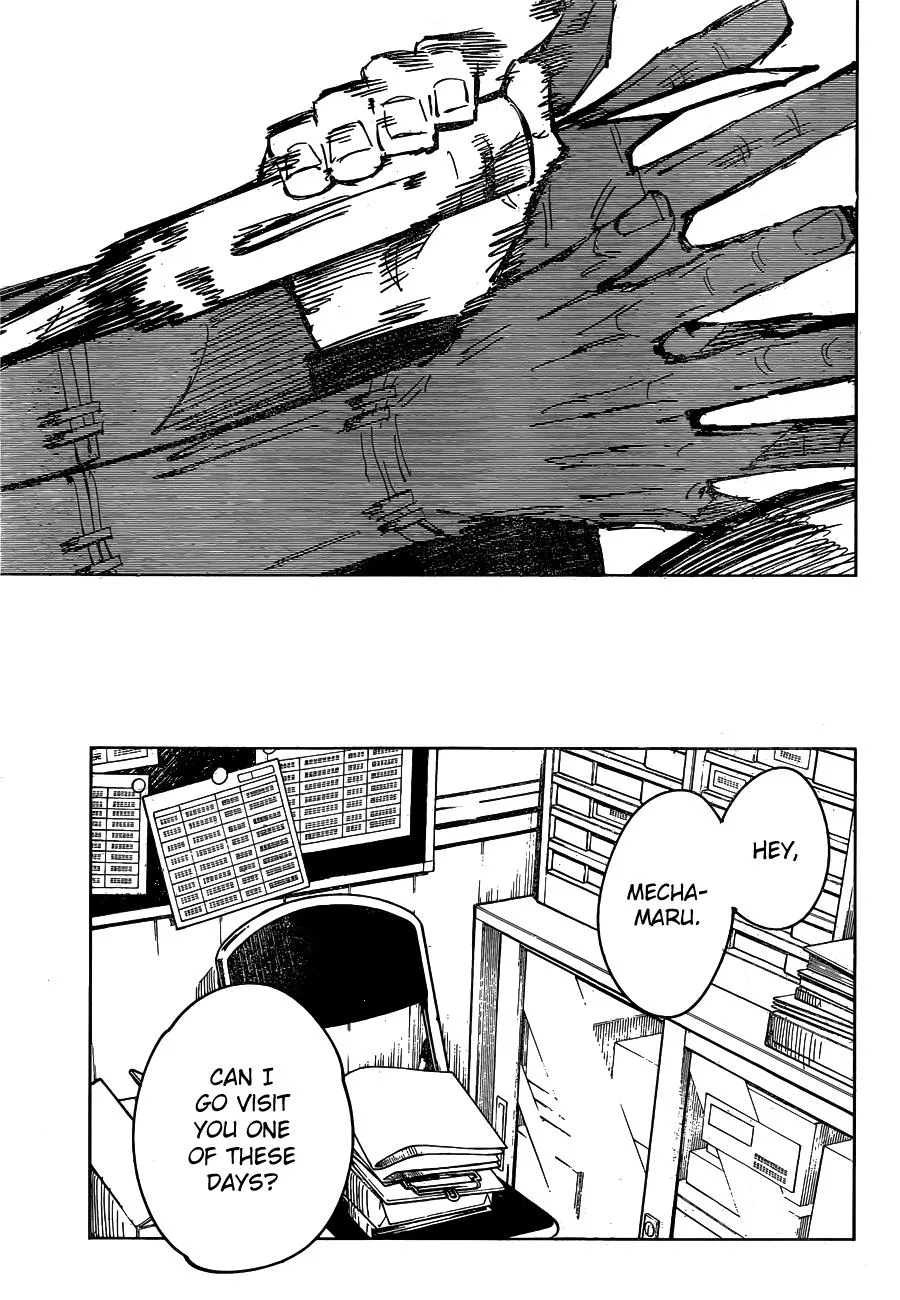 HEY,
MECHA-
MARU.
CAN I
GO VISIT
YOU ONE
OF THESE
DAYS?